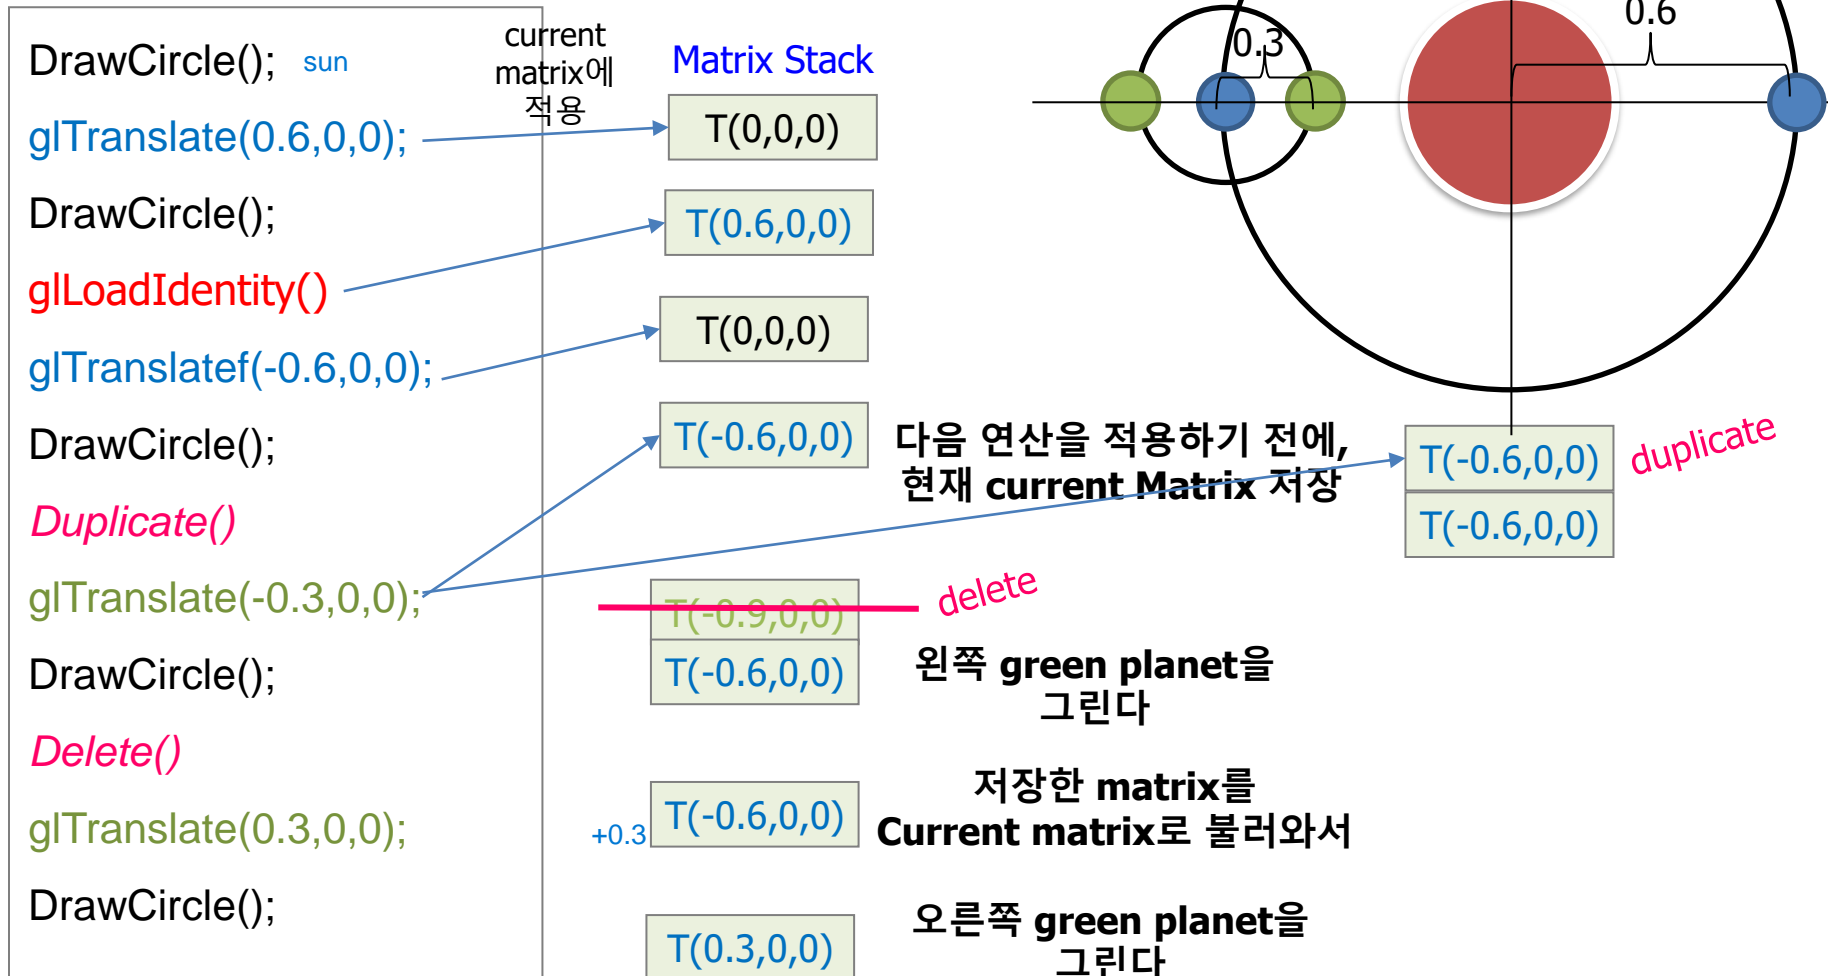 DrawCircle(); sun
glTranslate(0.6,0,0);
DrawCircle();
glLoadIdentity()
glTranslatef(-0.6,0,0);
DrawCircle();
Duplicate()
glTranslate(-0.3,0,0);
DrawCircle();
Delete()
glTranslate(0.3,0,0);
DrawCircle();
current
matrix에
적용
Matrix Stack
T(0,0,0)
T(0.6,0,0)
T(0,0,0)
T(-0.6,0,0)
다음 연산을 적용하기 전에,
현재 current Matrix 저장
T(-0.6,0,0)
duplicate
T(-0.6,0,0)
T(-0.9,0,0)
delete
T(-0.6,0,0)
왼쪽 green planet을
그린다
+0.3
T(-0.6,0,0)
저장한 matrix를
Current matrix로 불러와서
T(0.3,0,0)
오른쪽 green planet을
그린다
0.3
0.6